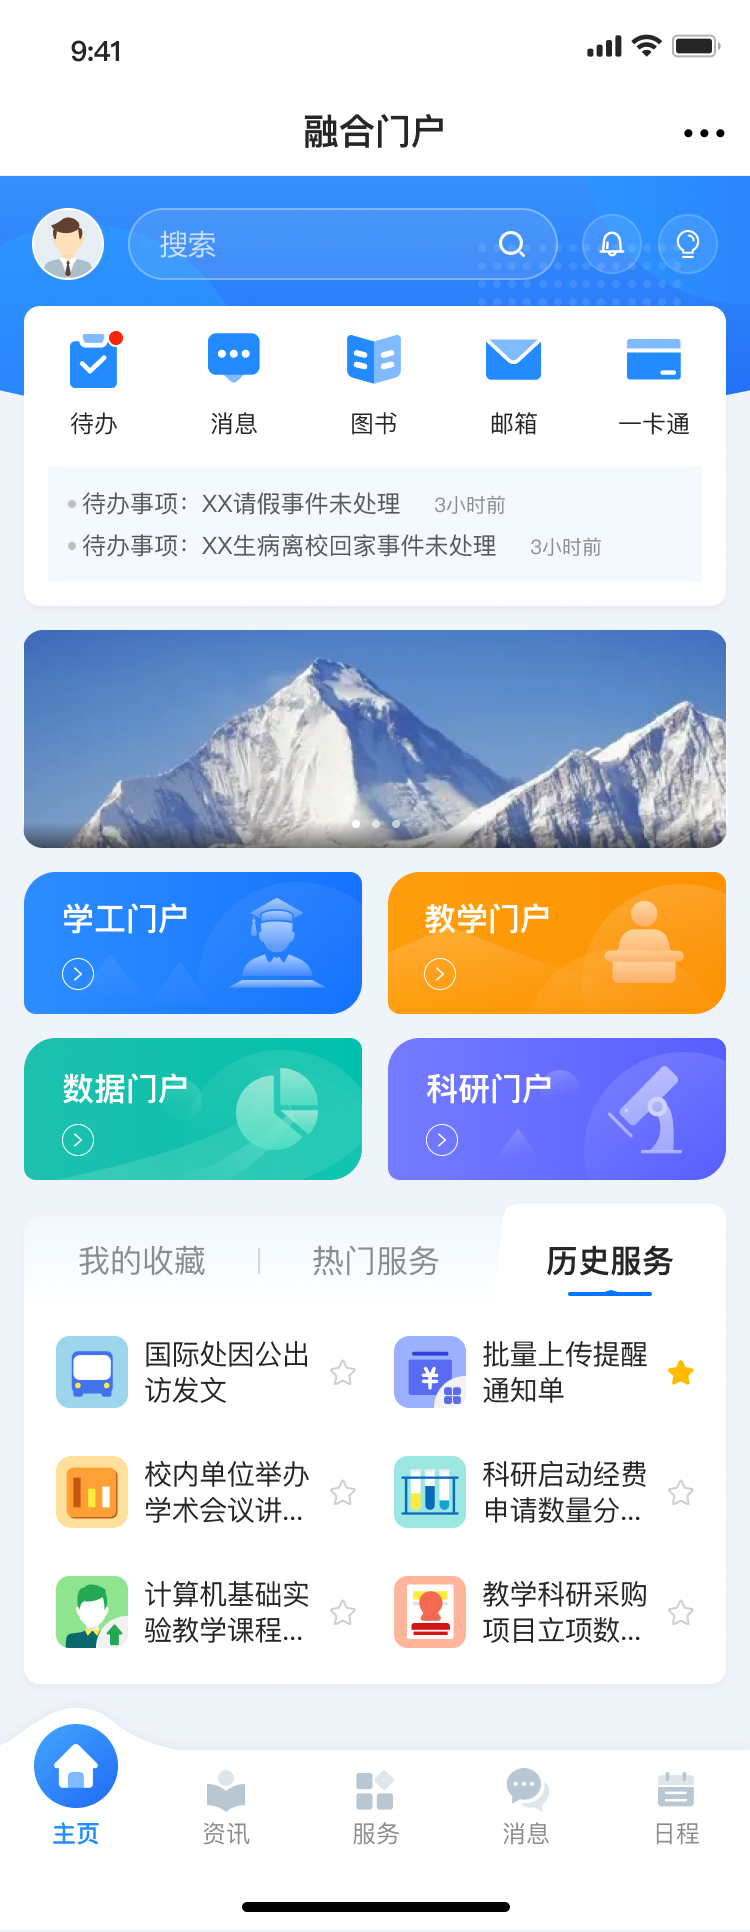 9:41
融合门户
搜索
待办
消息
图书
邮箱
一卡通
待办事项：XX请假事件未处理 3小时前
待办事项：XX生病离校回家事件未处理 3小时前
学工门户
教学门户
数据门户
科研门户
我的收藏
热门服务
历史服务
国际处因公出
访发文
¥
批量上传提醒
通知单
校内单位举办
学术会议讲...
科研启动经费
申请数量分...
计算机基础实
验教学课程...
教学科研采购
项目立项数...
主页
资讯
服务
消息
日程